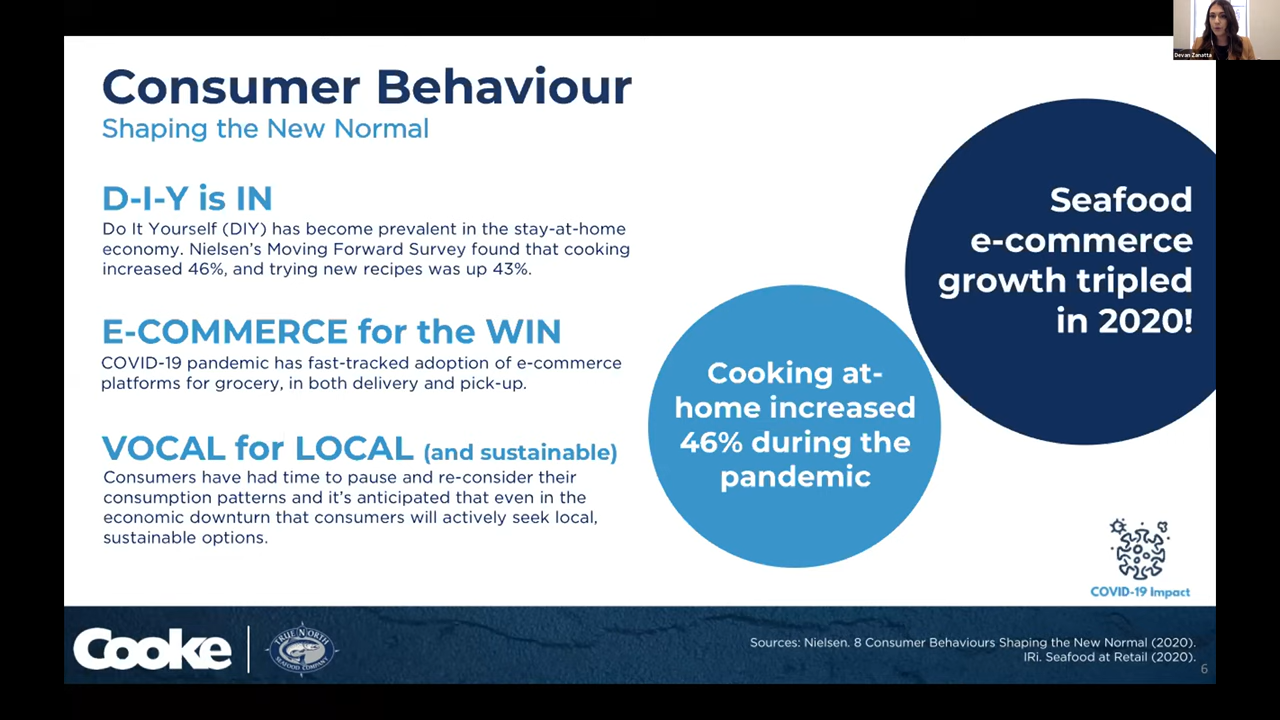 Devan Zanatta
Consumer Behaviour
Shaping the New Normal
D-I-Y is IN
Do It Yourself (DIY) has become prevalent in the stay-at-home
economy. Nielsen's Moving Forward Survey found that cooking
increased 46%, and trying new recipes was up 43%.
E-COMMERCE for the WIN
COVID-19 pandemic has fast-tracked adoption of e-commerce
platforms for grocery, in both delivery and pick-up.
VOCAL for LOCAL (and sustainable)
Consumers have had time to pause and re-consider their
consumption patterns and it's anticipated that even in the
economic downturn that consumers will actively seek local,
sustainable options.
Cooking at-
home increased
46% during the
pandemic
Seafood
e-commerce
growth tripled
in 2020!
COVID-19 Impact
Cooke
TRUE NORTH
SEAFOOD COMPANY
Sources: Nielsen. 8 Consumer Behaviours Shaping the New Normal (2020).
IRi. Seafood at Retail (2020).
6